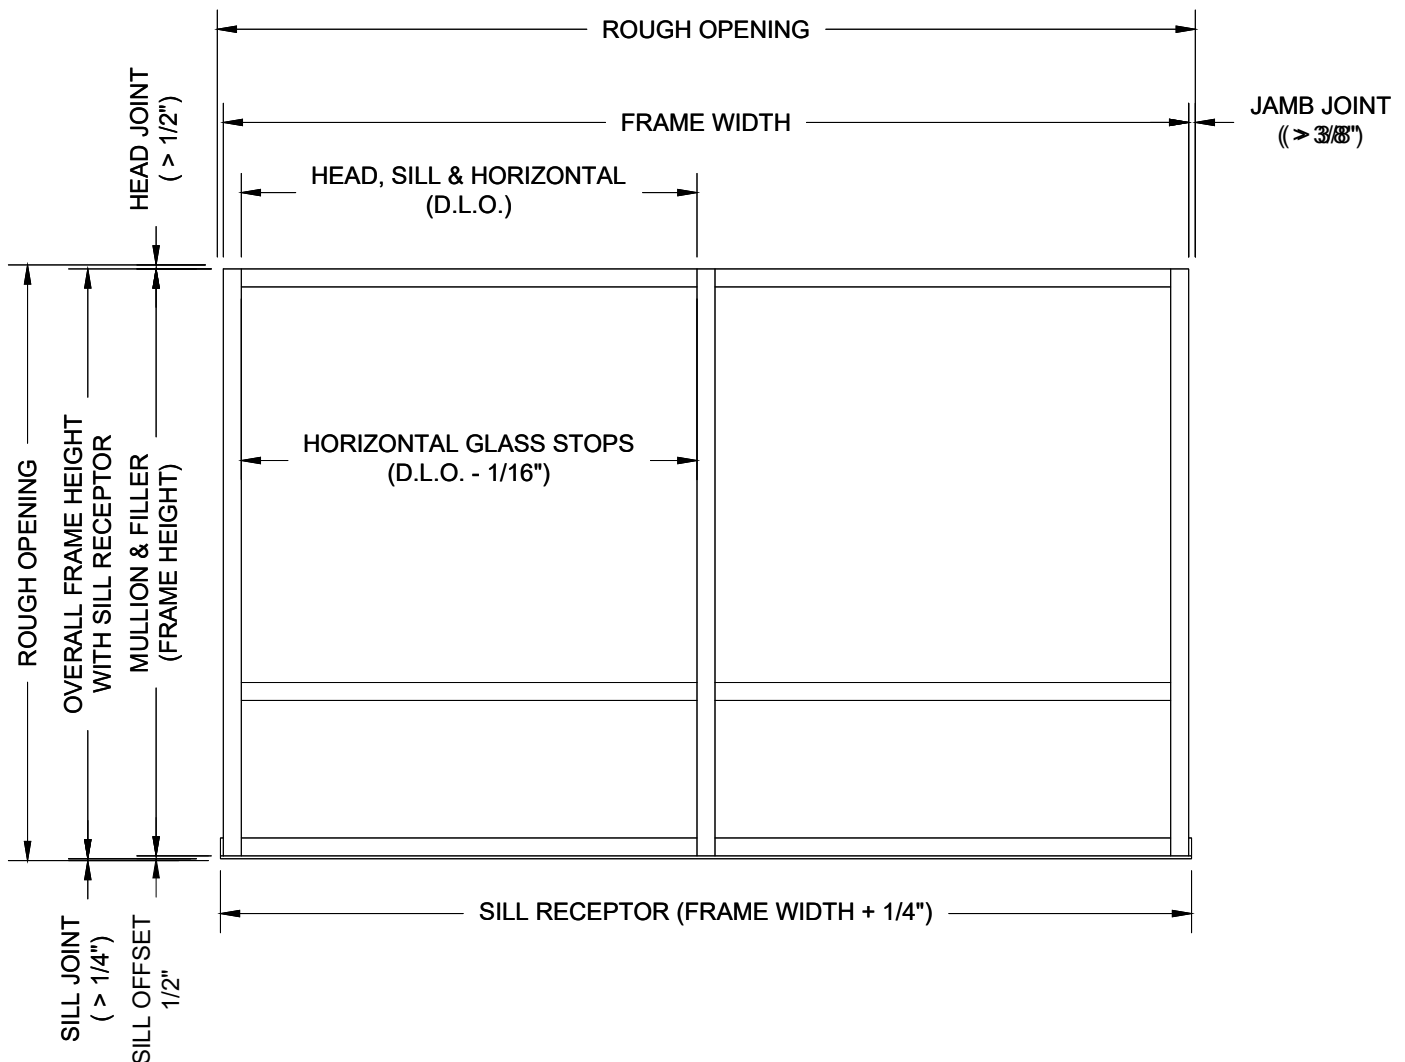 ROUGH OPENING
FRAME WIDTH
JAMB JOINT
( > 3/8")
HEAD JOINT
( > 1/2")
HEAD, SILL & HORIZONTAL
(D.L.O.)
HORIZONTAL GLASS STOPS
(D.L.O. - 1/16")
ROUGH OPENING
OVERALL FRAME HEIGHT
WITH SILL RECEPTOR
MULLION & FILLER
(FRAME HEIGHT)
SILL RECEPTOR (FRAME WIDTH + 1/4")
SILL JOINT
( > 1/4")
SILL OFFSET
1/2"